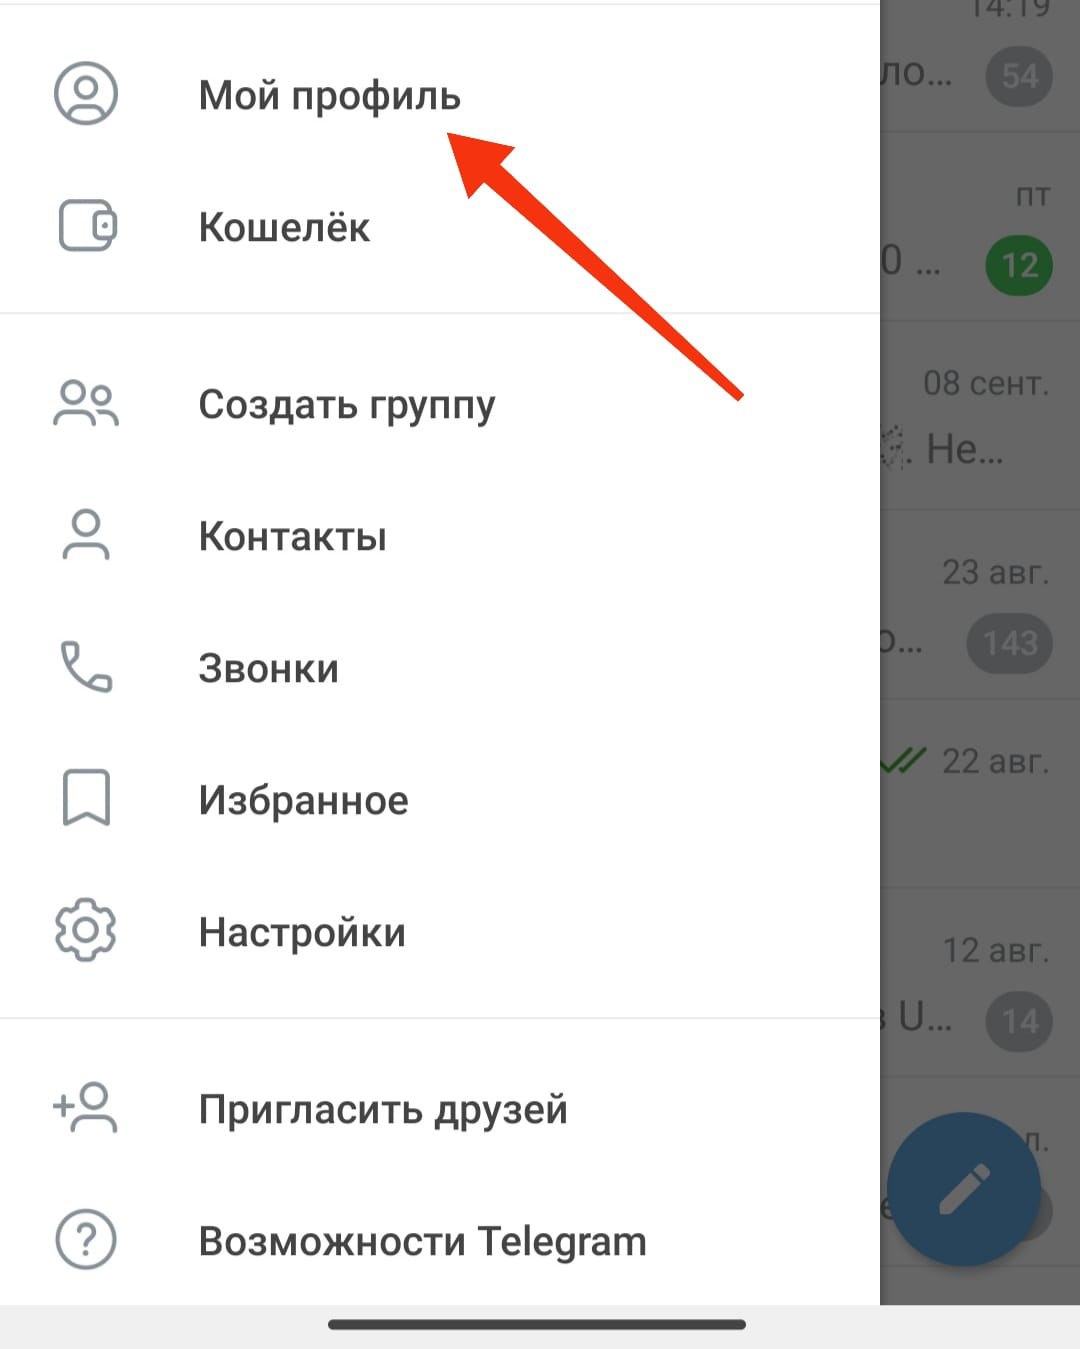 14:19
Мой профиль
ло... 54
Кошелёк
пт
0 ... 12
Создать группу
08 сент.
. Не...
Контакты
23 авг.
о... 143
Звонки
22 авг.
Избранное
Настройки
12 авг.
в U... 14
Пригласить друзей
л.
Возможности Telegram